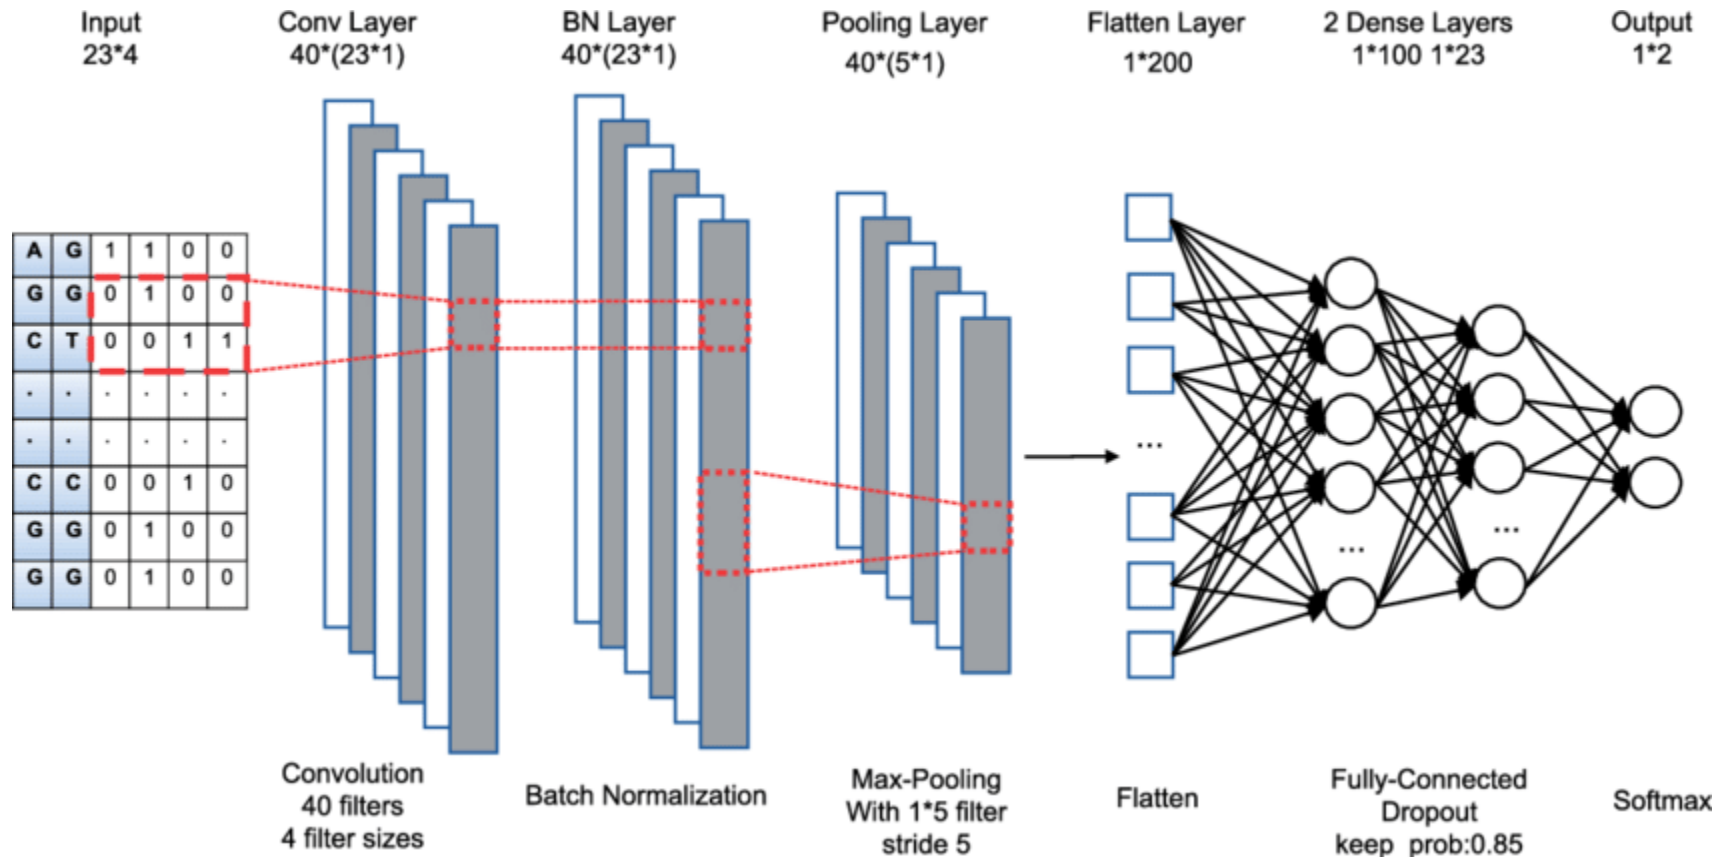 Input
23*4
Conv Layer
40*(23*1)
BN Layer
40*(23*1)
Pooling Layer
40*(5*1)
Flatten Layer
1*200
2 Dense Layers
1*100 1*23
Output
1*2
A G 1 1 0 0
G G 0 1 0 0
C T 0 0 1 1
. . . . . .
. . . . . .
C C 0 0 1 0
G G 0 1 0 0
G G 0 1 0 0
...
...
...
Convolution
40 filters
4 filter sizes
Batch Normalization
Max-Pooling
With 1*5 filter
stride 5
Flatten
Fully-Connected
Dropout
keep_prob:0.85
Softmax